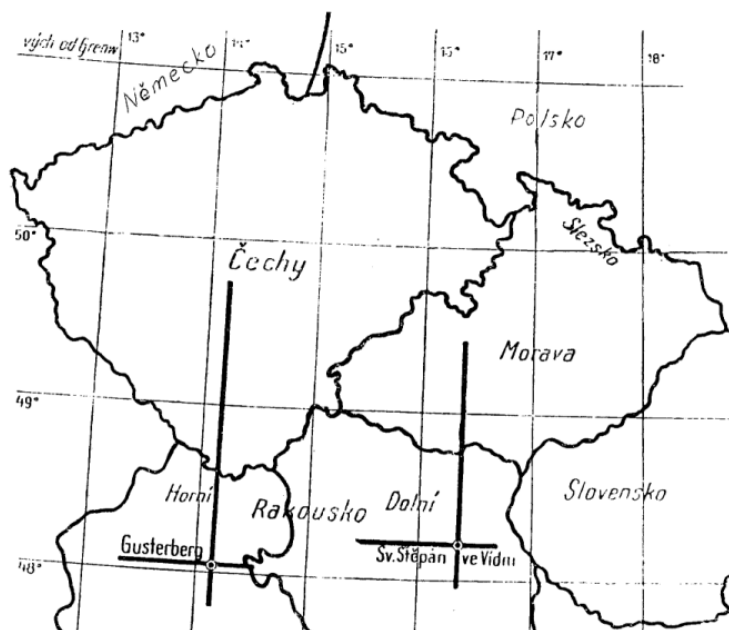 13° 14° 15° 16° 17° 18°
vých od Grenw
Německo
Polsko
50°
Slezsko
Čechy
Morava
49°
Horní
Rakousko
Dolní
Slovensko
Gusterberg
Sv. Štěpán ve Vídni
48°